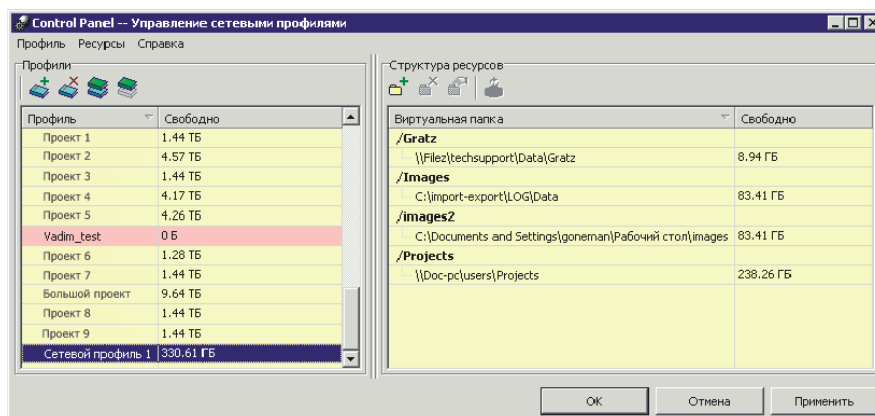 Control Panel -- Управление сетевыми профилями
Профиль Ресурсы Справка
Профили
Профиль Свободно
Проект 1 1.44 ТБ
Проект 2 4.57 ТБ
Проект 3 1.44 ТБ
Проект 4 4.17 ТБ
Проект 5 4.26 ТБ
Vadim_test 0 Б
Проект 6 1.28 ТБ
Проект 7 1.44 ТБ
Большой проект 9.64 ТБ
Проект 8 1.44 ТБ
Проект 9 1.44 ТБ
Сетевой профиль 1 330.61 ГБ
Структура ресурсов
Виртуальная папка Свободно
/Gratz
\\Filez\techsupport\Data\Gratz 8.94 ГБ
/Images
C:\import-export\LOG\Data 83.41 ГБ
/images2
C:\Documents and Settings\goneman\Рабочий стол\images 83.41 ГБ
/Projects
\\Doc-pc\users\Projects 238.26 ГБ
OK Отмена Применить